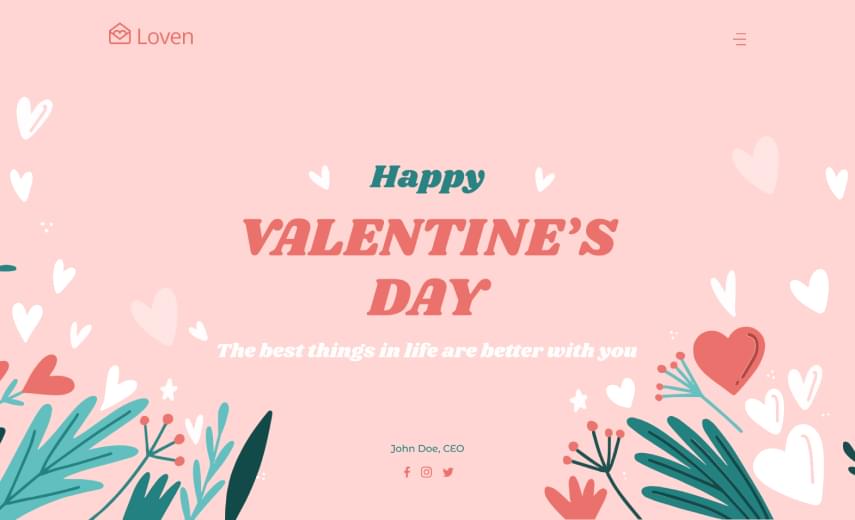 Loven
Happy
VALENTINE’S
DAY
The best things in life are better with you
John Doe, CEO